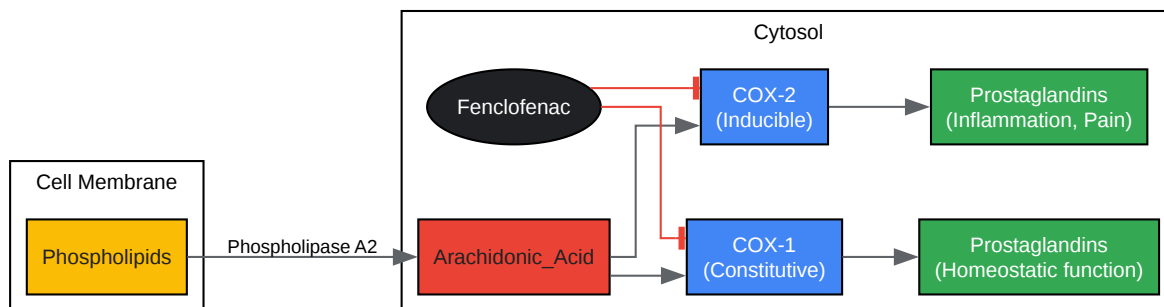 Cytosol
Fenclofenac
COX-2
(Inducible)
Prostaglandins
(Inflammation, Pain)
Cell Membrane
Phospholipids
Phospholipase A2
Arachidonic_Acid
COX-1
(Constitutive)
Prostaglandins
(Homeostatic function)